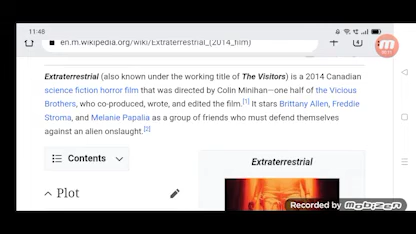 11:48
en.m.wikipedia.org/wiki/Extraterrestrial_(2014_film)
Extraterrestrial (also known under the working title of The Visitors) is a 2014 Canadian
science fiction horror film that was directed by Colin Minihan—one half of the Vicious
Brothers, who co-produced, wrote, and edited the film.[1] It stars Brittany Allen, Freddie
Stroma, and Melanie Papalia as a group of friends who must defend themselves
against an alien onslaught.[2]
Contents
Extraterrestrial
Plot
Recorded by mobizen